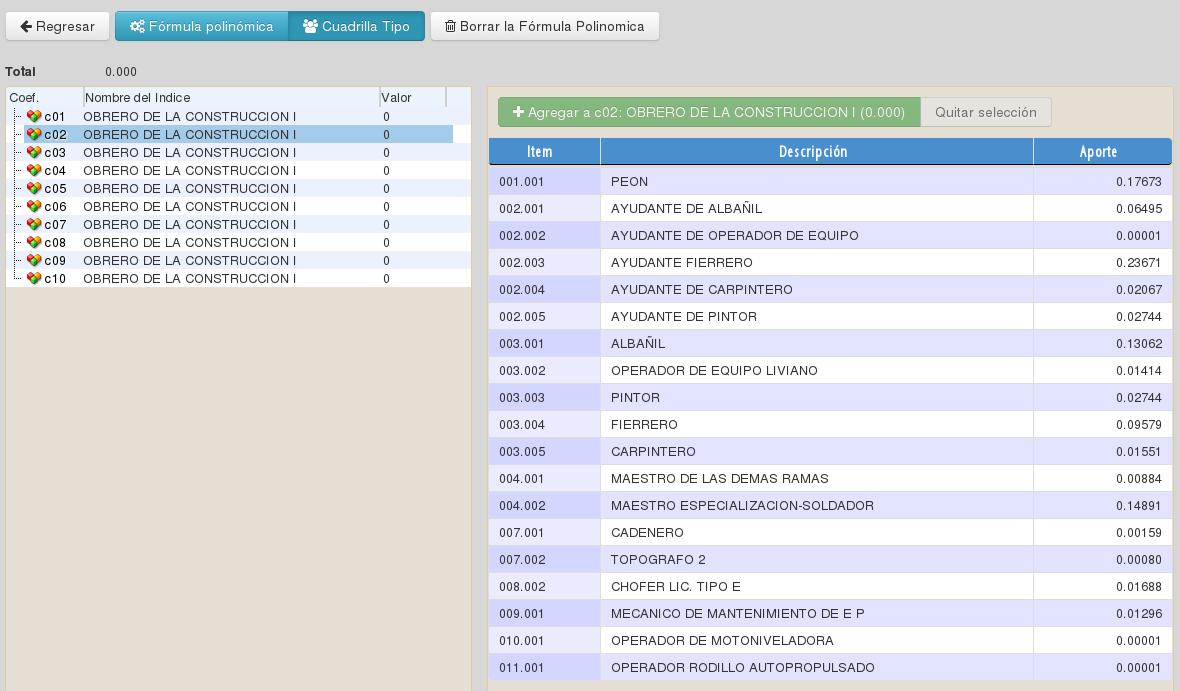 Regresar Fórmula polinómica Cuadrilla Tipo Borrar la Fórmula Polinomica
Total 0.000
Coef. Nombre del Indice Valor
c01 OBRERO DE LA CONSTRUCCION I 0
c02 OBRERO DE LA CONSTRUCCION I 0
c03 OBRERO DE LA CONSTRUCCION I 0
c04 OBRERO DE LA CONSTRUCCION I 0
c05 OBRERO DE LA CONSTRUCCION I 0
c06 OBRERO DE LA CONSTRUCCION I 0
c07 OBRERO DE LA CONSTRUCCION I 0
c08 OBRERO DE LA CONSTRUCCION I 0
c09 OBRERO DE LA CONSTRUCCION I 0
c10 OBRERO DE LA CONSTRUCCION I 0
Agregar a c02: OBRERO DE LA CONSTRUCCION I (0.000) Quitar selección
Item Descripción Aporte
001.001 PEON 0.17673
002.001 AYUDANTE DE ALBAÑIL 0.06495
002.002 AYUDANTE DE OPERADOR DE EQUIPO 0.00001
002.003 AYUDANTE FIERRERO 0.23671
002.004 AYUDANTE DE CARPINTERO 0.02067
002.005 AYUDANTE DE PINTOR 0.02744
003.001 ALBAÑIL 0.13062
003.002 OPERADOR DE EQUIPO LIVIANO 0.01414
003.003 PINTOR 0.02744
003.004 FIERRERO 0.09579
003.005 CARPINTERO 0.01551
004.001 MAESTRO DE LAS DEMAS RAMAS 0.00884
004.002 MAESTRO ESPECIALIZACION-SOLDADOR 0.14891
007.001 CADENERO 0.00159
007.002 TOPOGRAFO 2 0.00080
008.002 CHOFER LIC. TIPO E 0.01688
009.001 MECANICO DE MANTENIMIENTO DE E P 0.01296
010.001 OPERADOR DE MOTONIVELADORA 0.00001
011.001 OPERADOR RODILLO AUTOPROPULSADO 0.00001